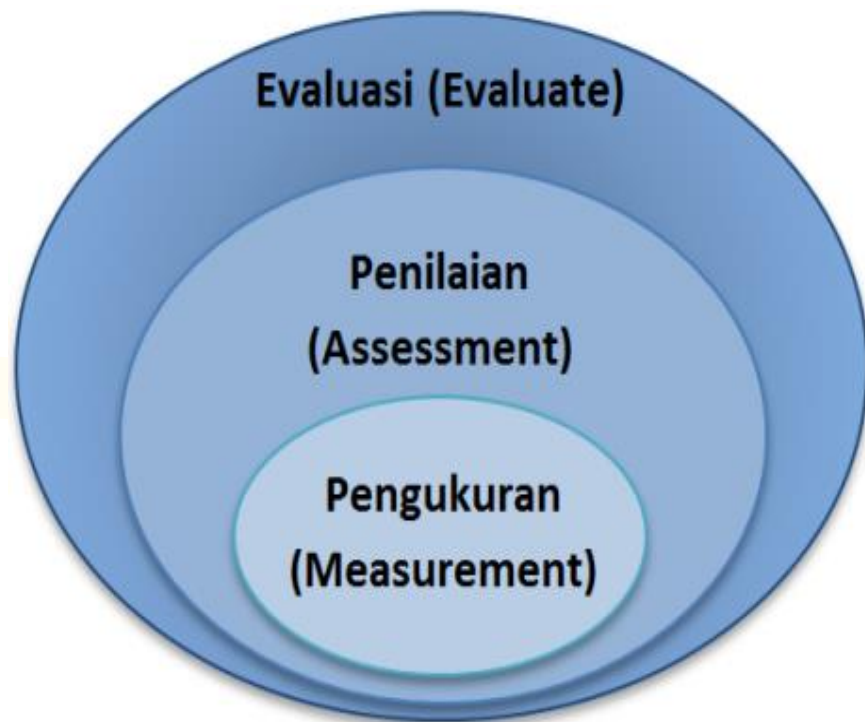 Evaluasi (Evaluate)
Penilaian
(Assessment)
Pengukuran
(Measurement)